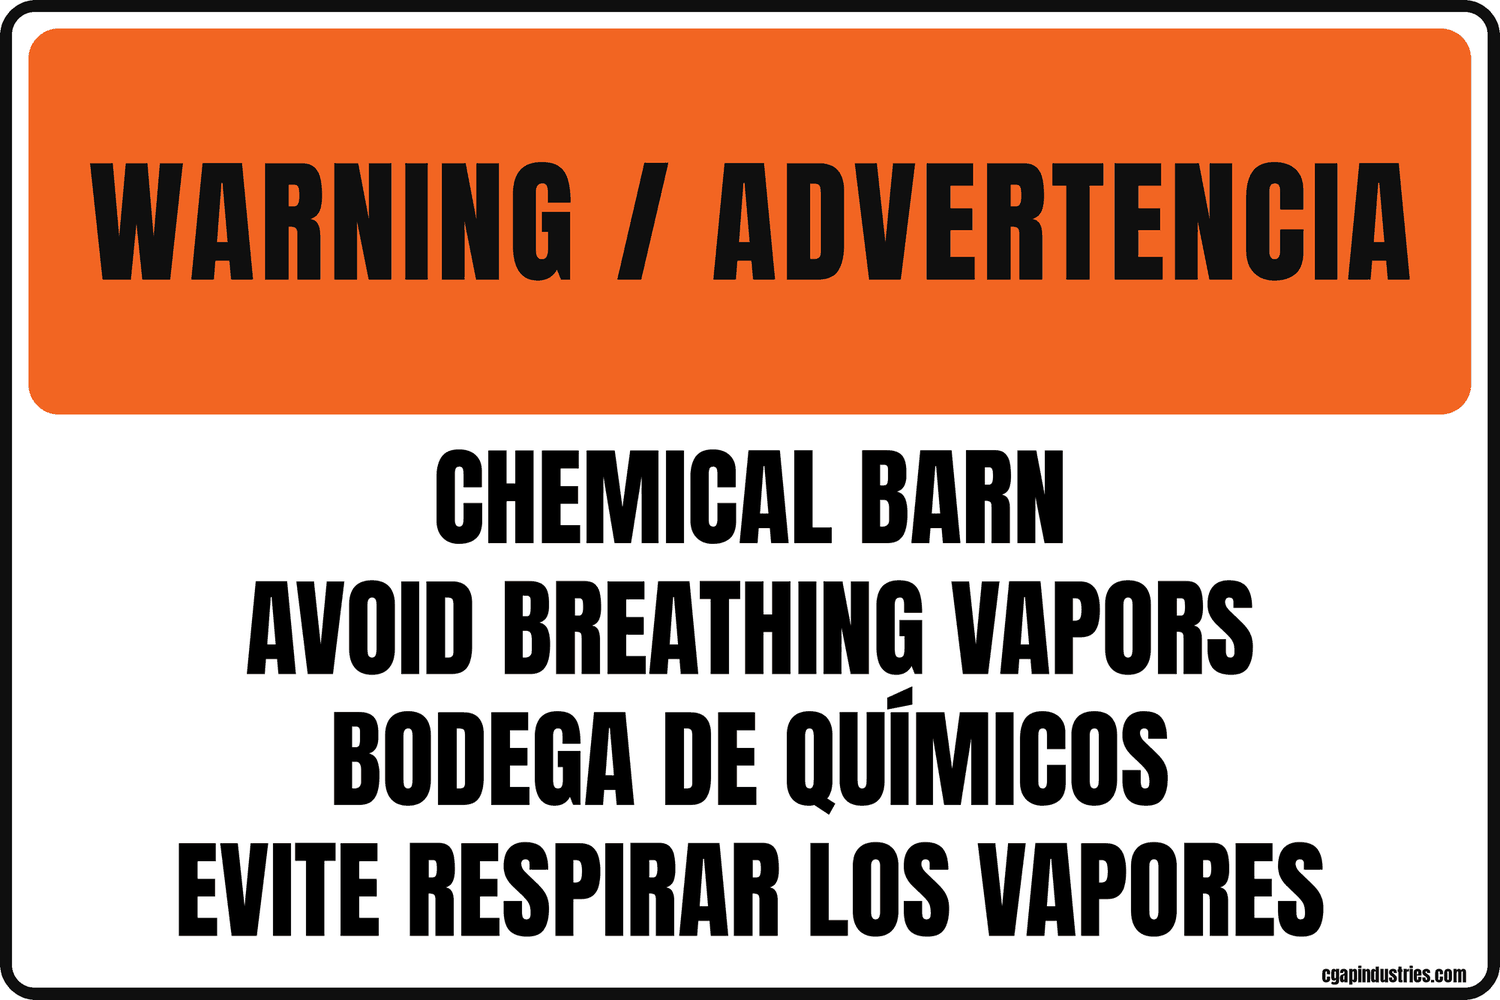 WARNING / ADVERTENCIA
CHEMICAL BARN
AVOID BREATHING VAPORS
BODEGA DE QUÍMICOS
EVITE RESPIRAR LOS VAPORES
cgapindustries.com